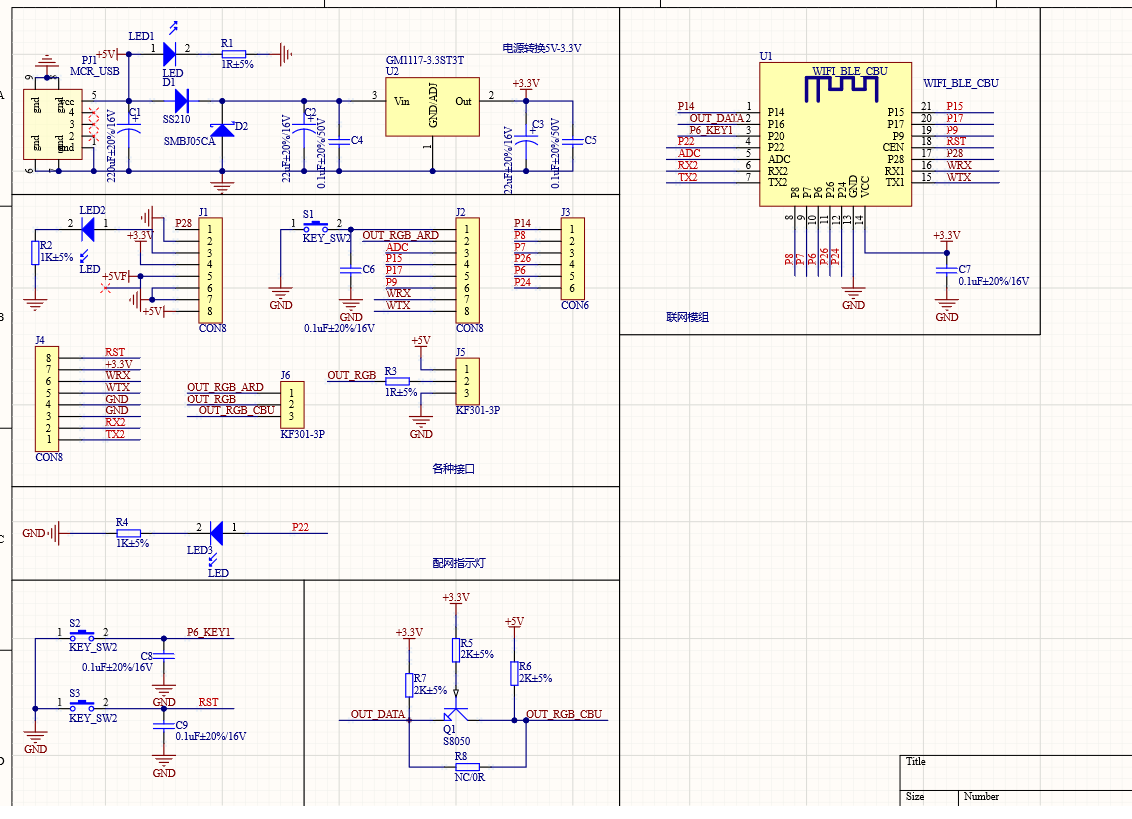 LED1
1
2
LED
R1
1R±5%
+5V
PJ1
MCR_USB
电源转换5V-3.3V
GM1117-3.3ST3T
U2
Vin
GND/ADJ
Out
3
2
1
+3.3V
D1
SS210
SMBJ05CA
D2
C1
220uF±20%/16V
C2
22uF±20%/16V
0.1uF±20%/50V
C4
C3
22uF±20%/16V
0.1uF±20%/50V
C5
9
8
gnd
gnd
vcc
5
4
3
2
1
gnd
gnd
gnd
6
7
U1
WIFI_BLE_CBU
WIFI_BLE_CBU
P14 1 P14
OUT_DATA 2 P16
P6_KEY1 3 P20
P22 4 P22
ADC 5 ADC
RX2 6 RX2
TX2 7 TX2
P15 21 P15
P17 20 P17
P9 19 P9
CEN 18 RST
P28 17 P28
RX1 16 WRX
TX1 15 WTX
P8 P7 P6 P26 P24 GND VCC
8 9 10 11 12 13 14
P8 P7 P6 P26 P24
GND
+3.3V
C7
0.1uF±20%/16V
GND
联网模组
LED2
2
1
R2
1K±5%
LED
J1
P28
+3.3V
+5VF
+5V
1
2
3
4
5
6
7
8
CON8
S1
1
2
KEY_SW2
GND
C6
GND
0.1uF±20%/16V
J2
OUT_RGB_ARD
ADC
P15
P17
P9
WRX
WTX
1
2
3
4
5
6
7
8
CON8
J3
P14 1
P8 2
P7 3
P26 4
P6 5
P24 6
CON6
J4
8 RST
7 +3.3V
6 WRX
5 WTX
4 GND
3 GND
2 RX2
1 TX2
CON8
J6
OUT_RGB_ARD 1
OUT_RGB 2
OUT_RGB_CBU 3
KF301-3P
+5V
J5
OUT_RGB
R3
1R±5%
1
2
3
KF301-3P
GND
各种接口
GND
R4
1K±5%
2
1
LED3
LED
P22
配网指示灯
S2
1
2
KEY_SW2
P6_KEY1
C8
0.1uF±20%/16V
GND
S3
1
2
KEY_SW2
RST
C9
0.1uF±20%/16V
GND
GND
+3.3V
+3.3V
+5V
R5
2K±5%
R6
2K±5%
R7
2K±5%
OUT_DATA
OUT_RGB_CBU
Q1
S8050
R8
NC/0R
Title
Size
Number
A
B
C
D